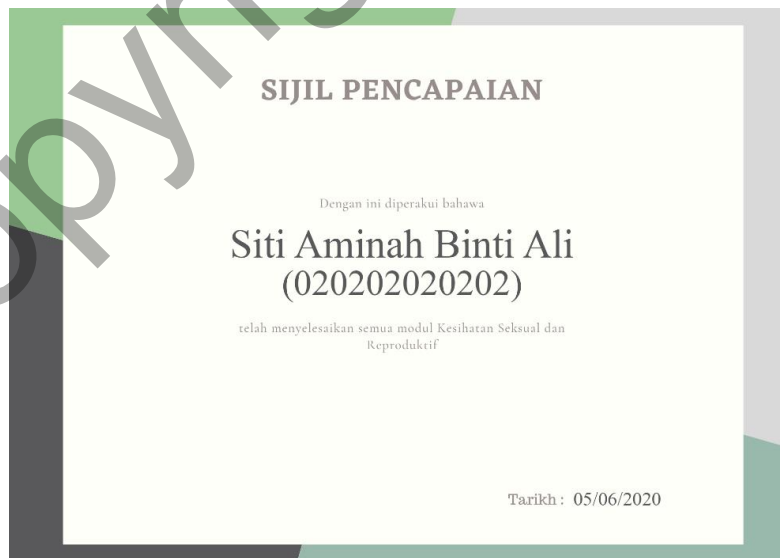 SIJIL PENCAPAIAN
Dengan ini diperakui bahawa
Siti Aminah Binti Ali
(020202020202)
telah menyelesaikan semua modul Kesihatan Seksual dan
Reproduktif
Tarikh : 05/06/2020